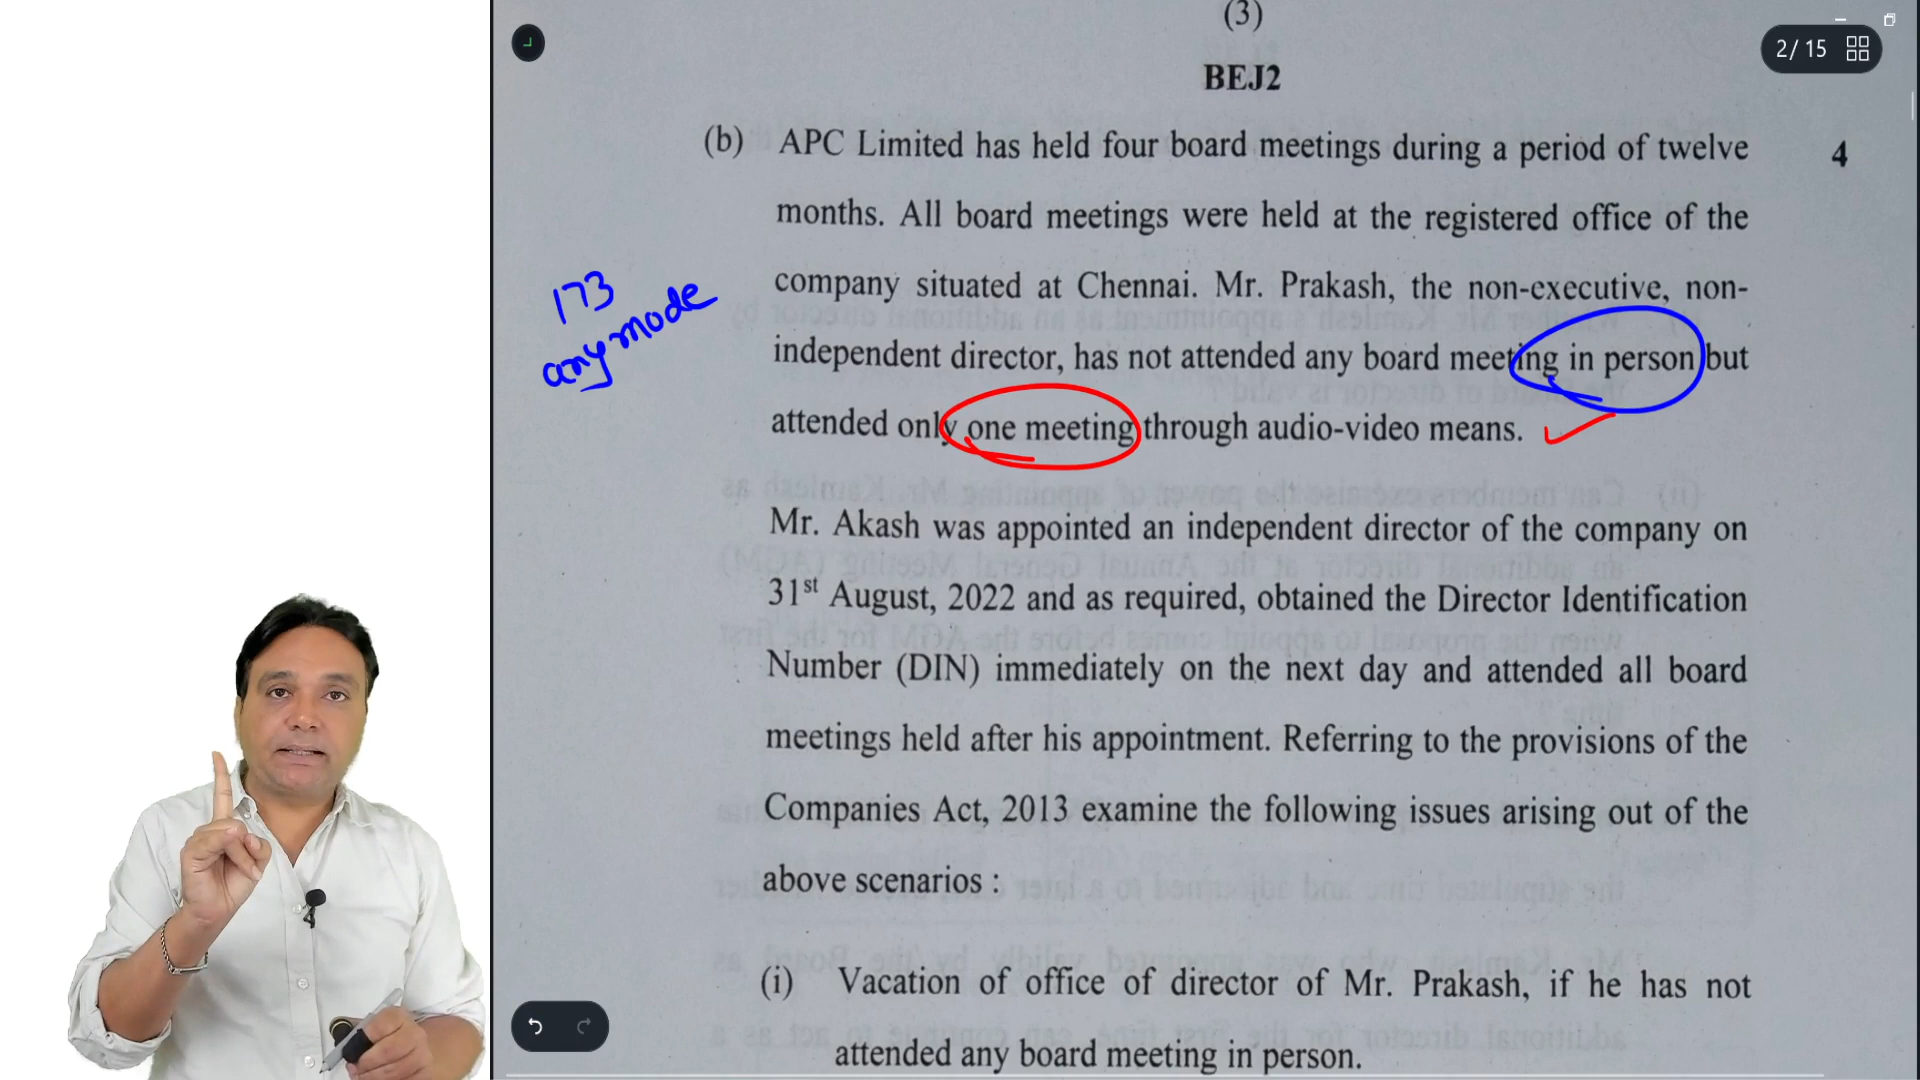 (3)
2/15
BEJ2
(b) APC Limited has held four board meetings during a period of twelve 4
months. All board meetings were held at the registered office of the
173
company situated at Chennai. Mr. Prakash, the non-executive, non-
any mode
independent director, has not attended any board meeting in person but
attended only one meeting through audio-video means.
Mr. Akash was appointed an independent director of the company on
31st August, 2022 and as required, obtained the Director Identification
Number (DIN) immediately on the next day and attended all board
meetings held after his appointment. Referring to the provisions of the
Companies Act, 2013 examine the following issues arising out of the
above scenarios :
(i) Vacation of office of director of Mr. Prakash, if he has not
attended any board meeting in person.